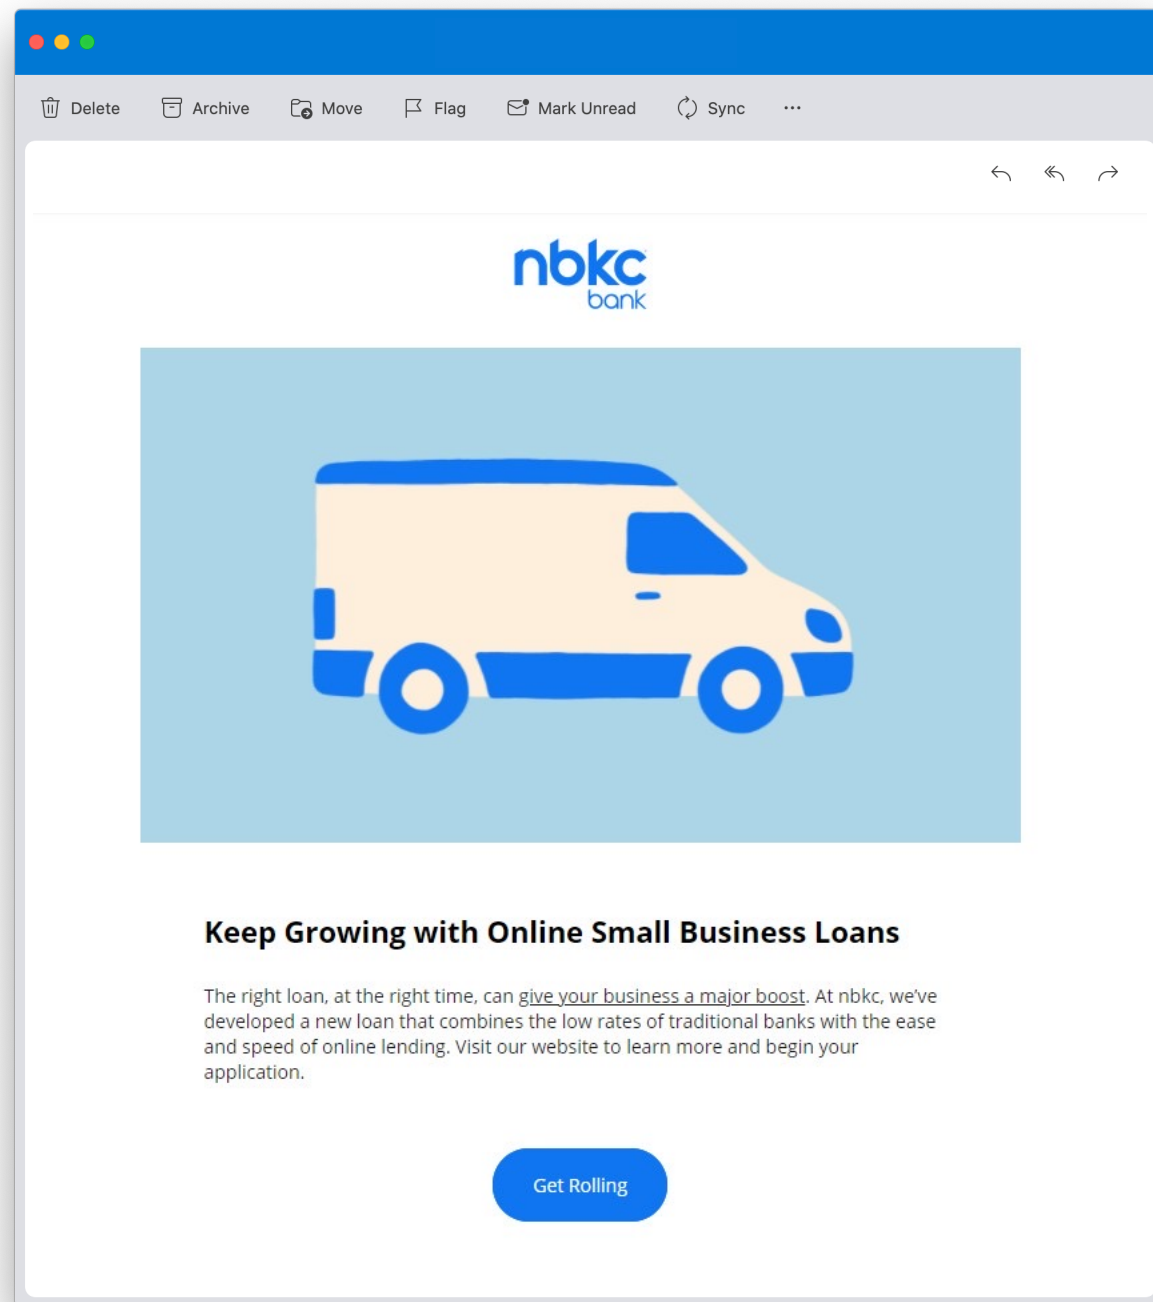 Delete Archive Move Flag Mark Unread Sync ...
nbkc
bank
Keep Growing with Online Small Business Loans
The right loan, at the right time, can give your business a major boost. At nbkc, we’ve
developed a new loan that combines the low rates of traditional banks with the ease
and speed of online lending. Visit our website to learn more and begin your
application.
Get Rolling